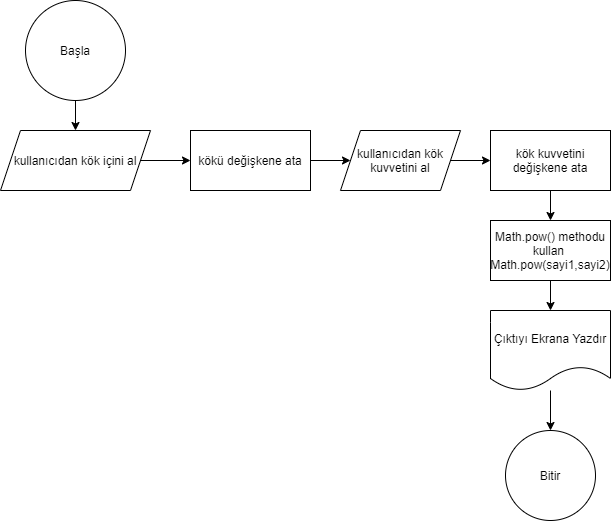 Başla
kullanıcıdan kök içini al
kökü değişkene ata
kullanıcıdan kök
kuvvetini al
kök kuvvetini
değişkene ata
Math.pow() methodu
kullan
Math.pow(sayi1,sayi2)
Çıktıyı Ekrana Yazdır
Bitir